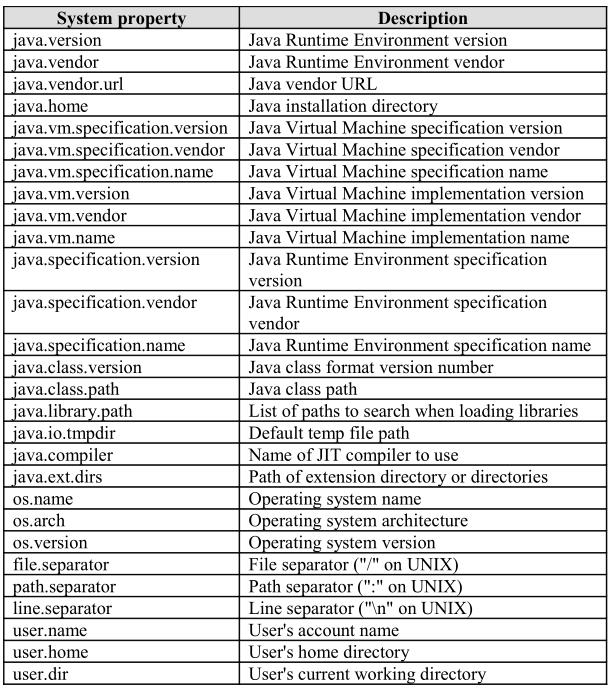 System property Description
java.version Java Runtime Environment version
java.vendor Java Runtime Environment vendor
java.vendor.url Java vendor URL
java.home Java installation directory
java.vm.specification.version Java Virtual Machine specification version
java.vm.specification.vendor Java Virtual Machine specification vendor
java.vm.specification.name Java Virtual Machine specification name
java.vm.version Java Virtual Machine implementation version
java.vm.vendor Java Virtual Machine implementation vendor
java.vm.name Java Virtual Machine implementation name
java.specification.version Java Runtime Environment specification
version
java.specification.vendor Java Runtime Environment specification
vendor
java.specification.name Java Runtime Environment specification name
java.class.version Java class format version number
java.class.path Java class path
java.library.path List of paths to search when loading libraries
java.io.tmpdir Default temp file path
java.compiler Name of JIT compiler to use
java.ext.dirs Path of extension directory or directories
os.name Operating system name
os.arch Operating system architecture
os.version Operating system version
file.separator File separator ("/" on UNIX)
path.separator Path separator (":" on UNIX)
line.separator Line separator ("\n" on UNIX)
user.name User's account name
user.home User's home directory
user.dir User's current working directory